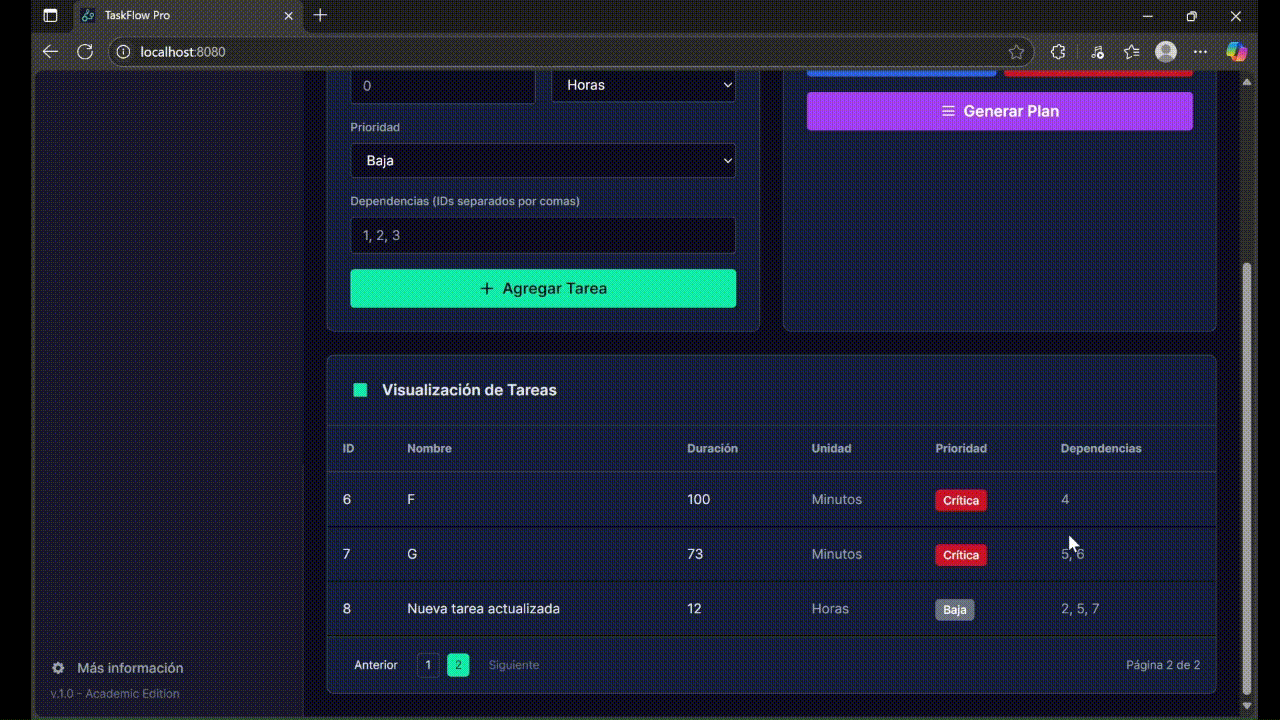 TaskFlow Pro
localhost:8080
0
Horas
Generar Plan
Prioridad
Baja
Dependencias (IDs separados por comas)
1, 2, 3
+ Agregar Tarea
Visualización de Tareas
ID Nombre Duración Unidad Prioridad Dependencias
6 F 100 Minutos Crítica 4
7 G 73 Minutos Crítica 5, 6
8 Nueva tarea actualizada 12 Horas Baja 2, 5, 7
Anterior 1 2 Siguiente Página 2 de 2
Más información
v.1.0 - Academic Edition